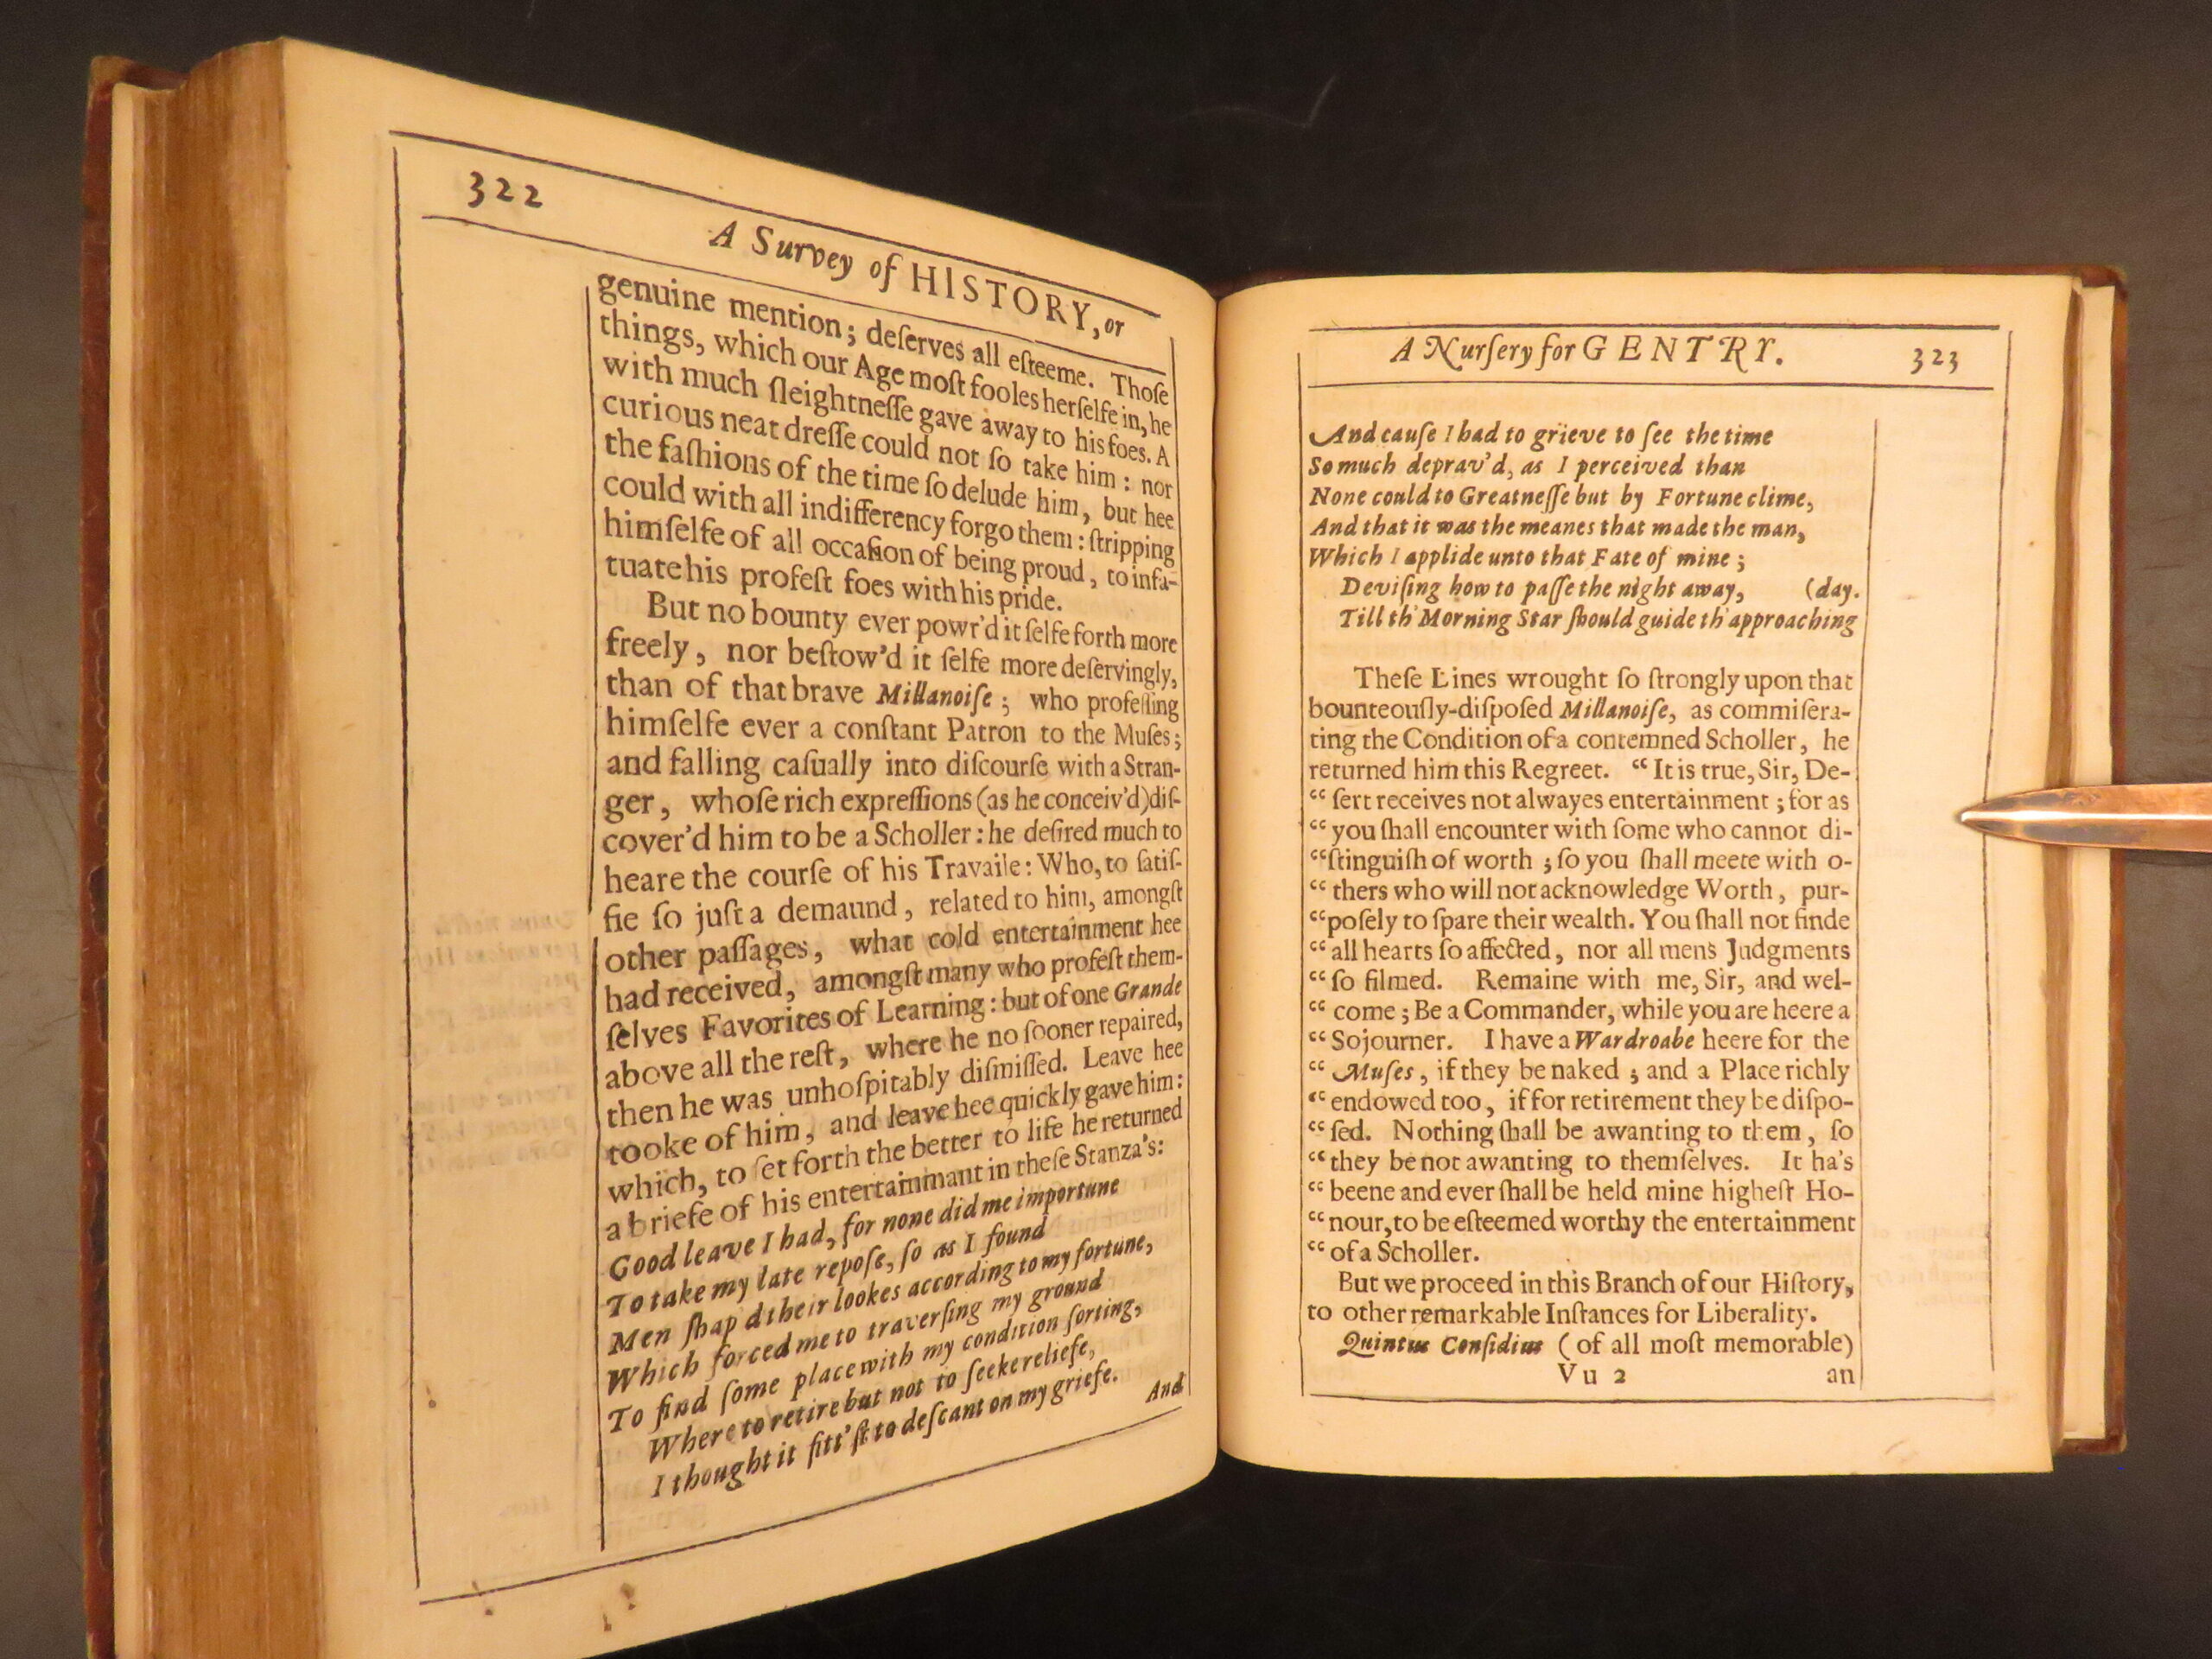 322
A Survey of HISTORY, or
genuine mention; deſerves all eſteeme. Thoſe
things, which our Age moſt fooles herſelfe in, he
with much ſleightneſſe gave away to his foes. A
curious neat dreſſe could not ſo take him: nor
the faſhions of the time ſo delude him, but hee
could with all indifferency forgo them: ſtripping
himſelfe of all occaſion of being proud, to infa-
tuate his profeſt foes with his pride.
But no bounty ever powr'd it ſelfe forth more
freely, nor beſtow'd it ſelfe more deſervingly,
than of that brave Millanoiſe; who profeſſing
himſelfe ever a conſtant Patron to the Muſes;
and falling caſually into diſcourſe with a Stran-
ger, whoſe rich expreſſions (as he conceiv'd) diſ-
cover'd him to be a Scholler: he deſired much to
heare the courſe of his Travaile: Who, to ſatiſ-
fie ſo juſt a demaund, related to him, amongſt
other paſſages, what cold entertainment hee
had received, amongſt many who profeſt them-
ſelves Favorites of Learning: but of one Grande
above all the reſt, where he no ſooner repaired,
then he was unhoſpitably diſmiſſed. Leave hee
tooke of him, and leave hee quickly gave him:
which, to ſet forth the better to life he returned
a briefe of his entertainmant in theſe Stanza's:
Good leave I had, for none did me importune
To take my late repoſe, ſo as I found
Men ſhap'd their lookes according to my fortune,
Which forced me to traverſing my ground
To find ſome place with my condition ſorting,
Where to retire but not to ſeeke reliefe,
I thought it fitt'ſt to deſcant on my griefe.
And
A Nurſery for GENTRY.
323
And cauſe I had to grieve to ſee the time
So much deprav'd, as I perceived than
None could to Greatneſſe but by Fortune clime,
And that it was the meanes that made the man,
Which I applide unto that Fate of mine;
Deviſing how to paſſe the night away, (day.
Till th' Morning Star ſhould guide th' approaching
Theſe Lines wrought ſo ſtrongly upon that
bounteouſly-diſpoſed Millanoiſe, as commiſera-
ting the Condition of a contemned Scholler, he
returned him this Regreet. “ It is true, Sir, De-
“ ſert receives not alwayes entertainment; for as
“ you ſhall encounter with ſome who cannot di-
“ ſtinguiſh of worth; ſo you ſhall meete with o-
“ thers who will not acknowledge Worth, pur-
“ poſely to ſpare their wealth. You ſhall not finde
“ all hearts ſo affected, nor all mens Judgments
“ ſo filmed. Remaine with me, Sir, and wel-
“ come; Be a Commander, while you are heere a
“ Sojourner. I have a Wardroabe heere for the
“ Muſes, if they be naked; and a Place richly
“ endowed too, if for retirement they be diſpo-
“ ſed. Nothing ſhall be awanting to them, ſo
“ they be not awanting to themſelves. It ha's
“ beene and ever ſhall be held mine higheſt Ho-
“ nour, to be eſteemed worthy the entertainment
“ of a Scholler.
But we proceed in this Branch of our Hiſtory,
to other remarkable Inſtances for Liberality.
Quintus Conſidius (of all moſt memorable)
Vu 2 an